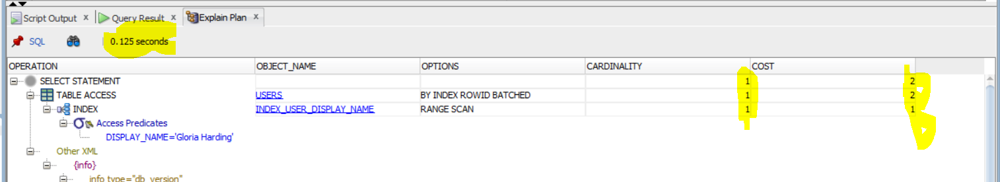 Script Output x Query Result x Explain Plan x
SQL 0.125 seconds
OPERATION OBJECT_NAME OPTIONS CARDINALITY COST
SELECT STATEMENT 1 2
TABLE ACCESS USERS BY INDEX ROWID BATCHED 1 2
INDEX INDEX_USER_DISPLAY_NAME RANGE SCAN 1 1
Access Predicates
DISPLAY_NAME='Gloria Harding'
Other XML
{info}
info type="db_version"